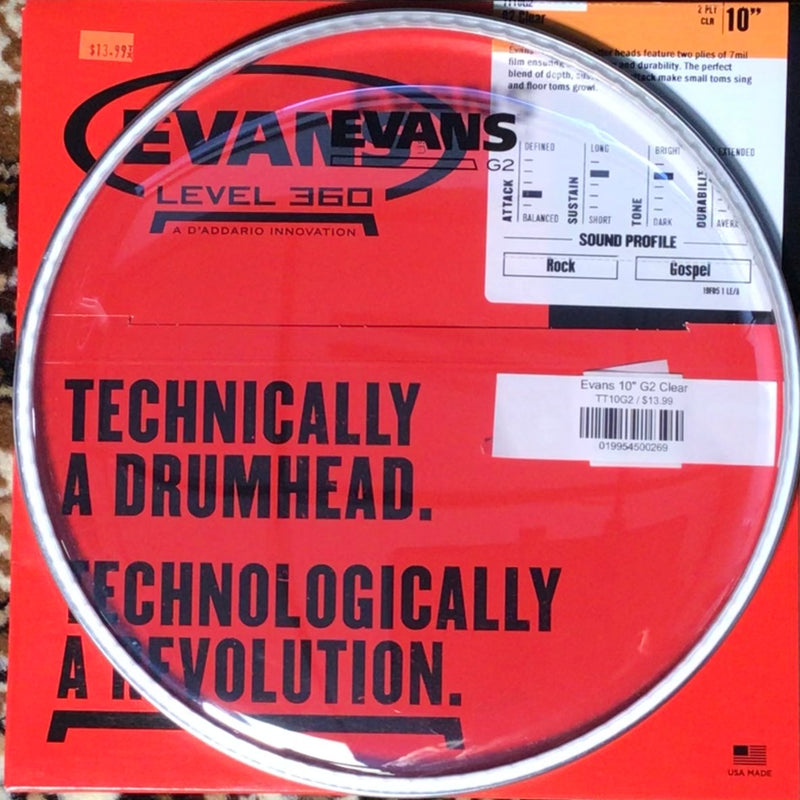 $13.99
TT10G2
G2 Clear
2 PLY
CLR
10"
heads feature two plies of 7mil
film ensuring and durability. The perfect
blend of depth, attack make small toms sing
and floor toms growl.
EVANS
LEVEL 360
A D'ADDARIO INNOVATION
EVANS
G2
ATTACK
DEFINED
BALANCED
SUSTAIN
LONG
SHORT
TONE
BRIGHT
DARK
DURABILITY
EXTENDED
SOUND PROFILE
Rock
Gospel
TECHNICALLY
A DRUMHEAD.
Evans 10" G2 Clear
TT10G2 / $13.99
019954500269
TECHNOLOGICALLY
A REVOLUTION.
USA MADE